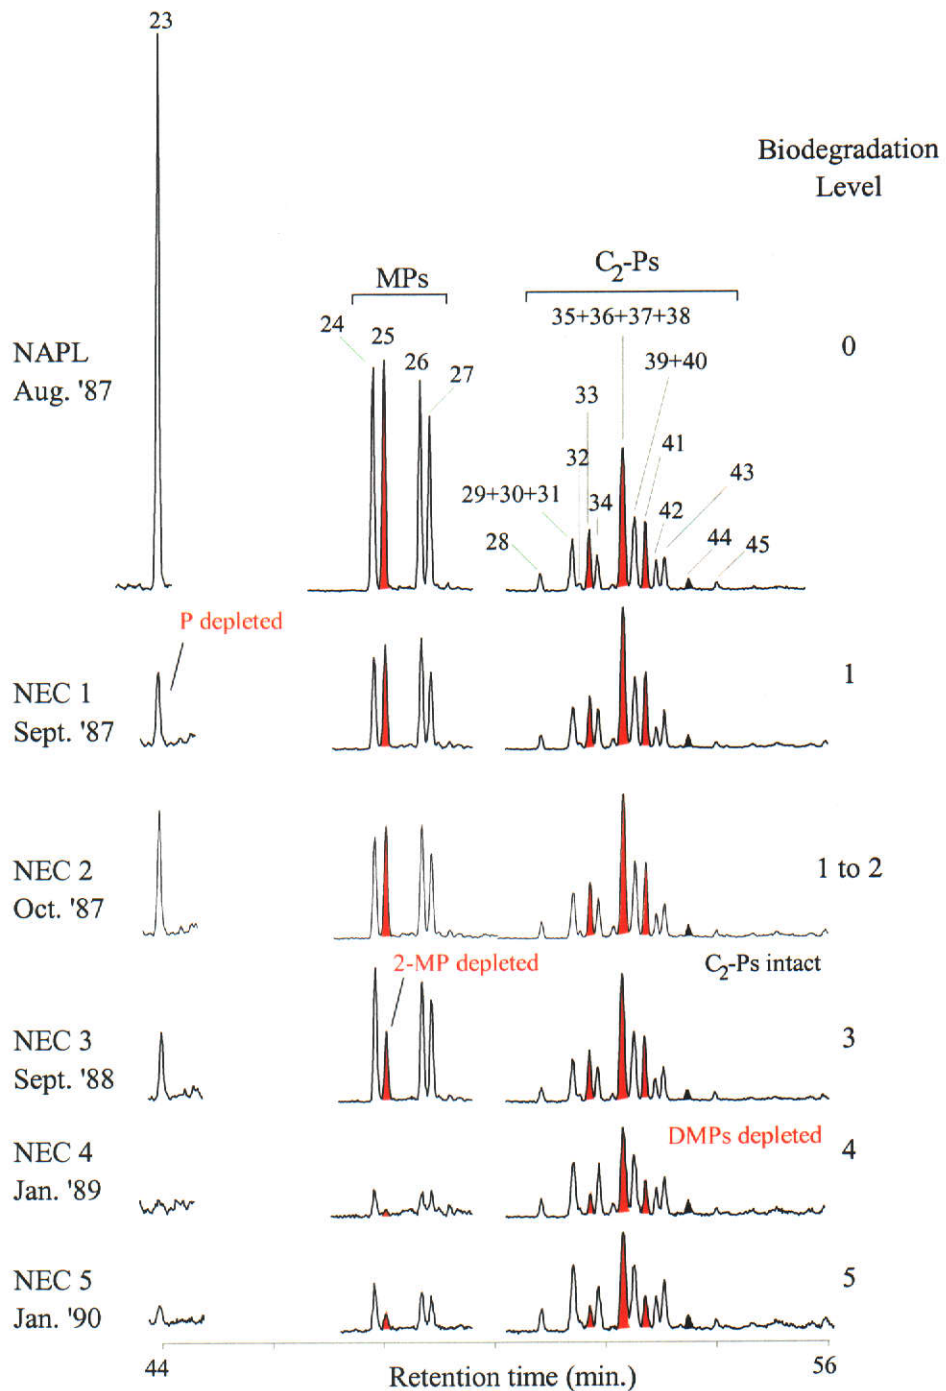 23
Biodegradation
Level
MPs
C2-Ps
24
25
26
27
35+36+37+38
39+40
33
32
41
43
29+30+31
34
42
28
44
45
NAPL
Aug. '87
0
P depleted
NEC 1
Sept. '87
1
NEC 2
Oct. '87
1 to 2
2-MP depleted
C2-Ps intact
NEC 3
Sept. '88
3
DMPs depleted
NEC 4
Jan. '89
4
NEC 5
Jan. '90
5
44
Retention time (min.)
56